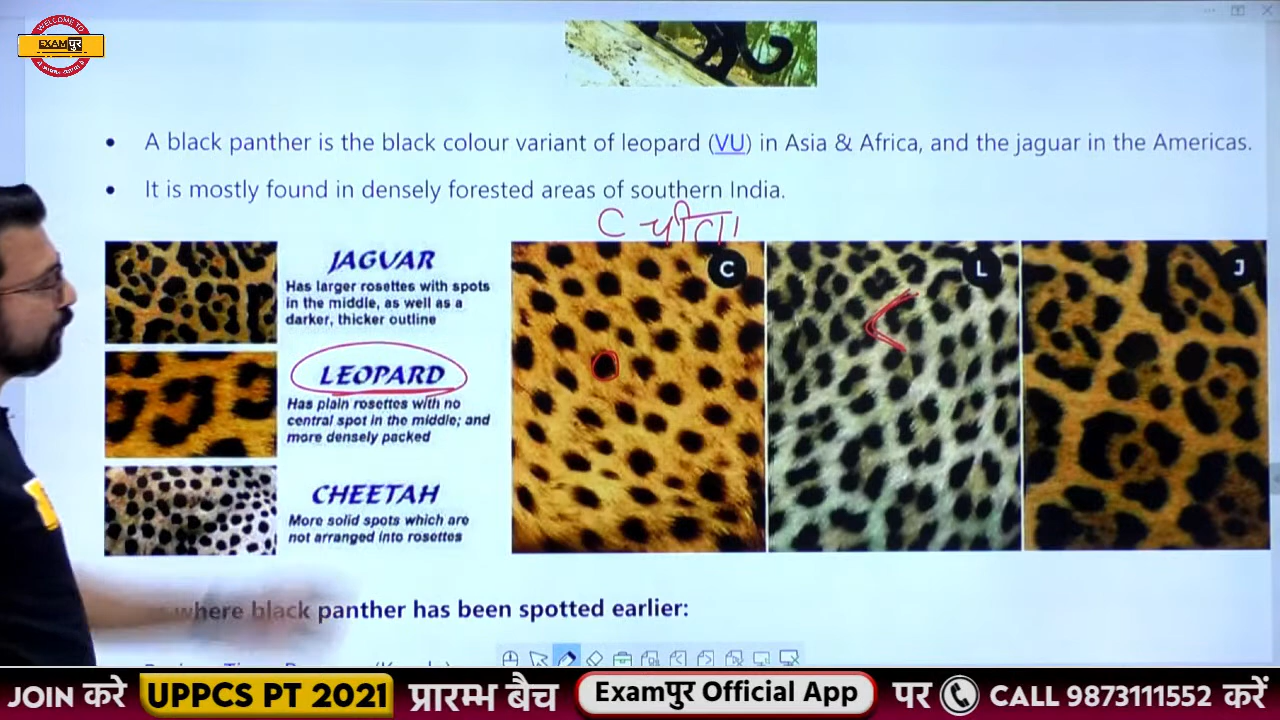 WELCOME TO
EXAMपुर
• A black panther is the black colour variant of leopard (VU) in Asia & Africa, and the jaguar in the Americas.
• It is mostly found in densely forested areas of southern India.
C चीता
JAGUAR
Has larger rosettes with spots
in the middle, as well as a
darker, thicker outline
LEOPARD
Has plain rosettes with no
central spot in the middle; and
more densely packed
CHEETAH
More solid spots which are
not arranged into rosettes
C
L
J
where black panther has been spotted earlier:
JOIN करे UPPCS PT 2021 प्रारम्भ बैच Examपुर Official App पर CALL 9873111552 करें